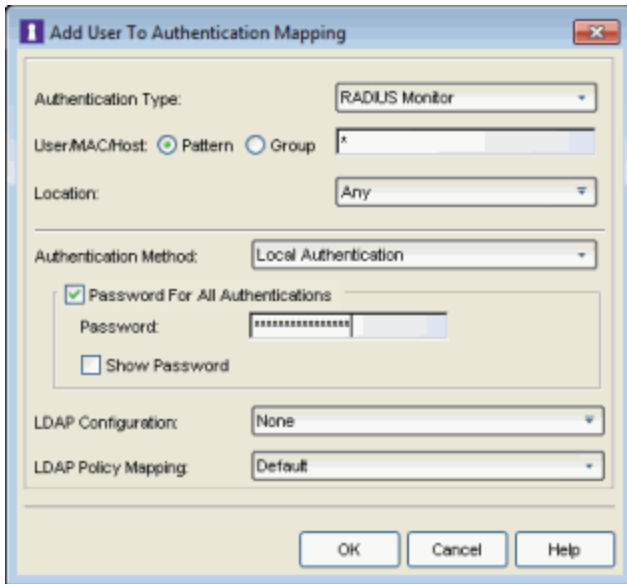 Add User To Authentication Mapping
Authentication Type: RADIUS Monitor
User/MAC/Host: Pattern Group *
Location: Any
Authentication Method: Local Authentication
Password For All Authentications
Password: ****************
Show Password
LDAP Configuration: None
LDAP Policy Mapping: Default
OK Cancel Help